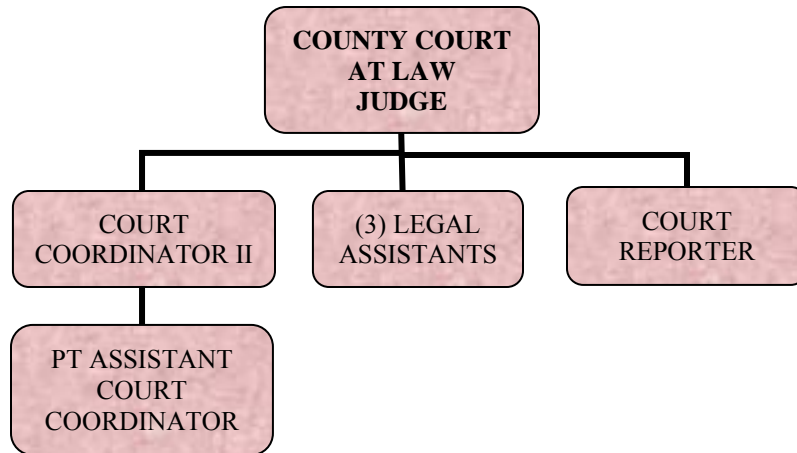 COUNTY COURT
AT LAW
JUDGE
COURT
COORDINATOR II
(3) LEGAL
ASSISTANTS
COURT
REPORTER
PT ASSISTANT
COURT
COORDINATOR